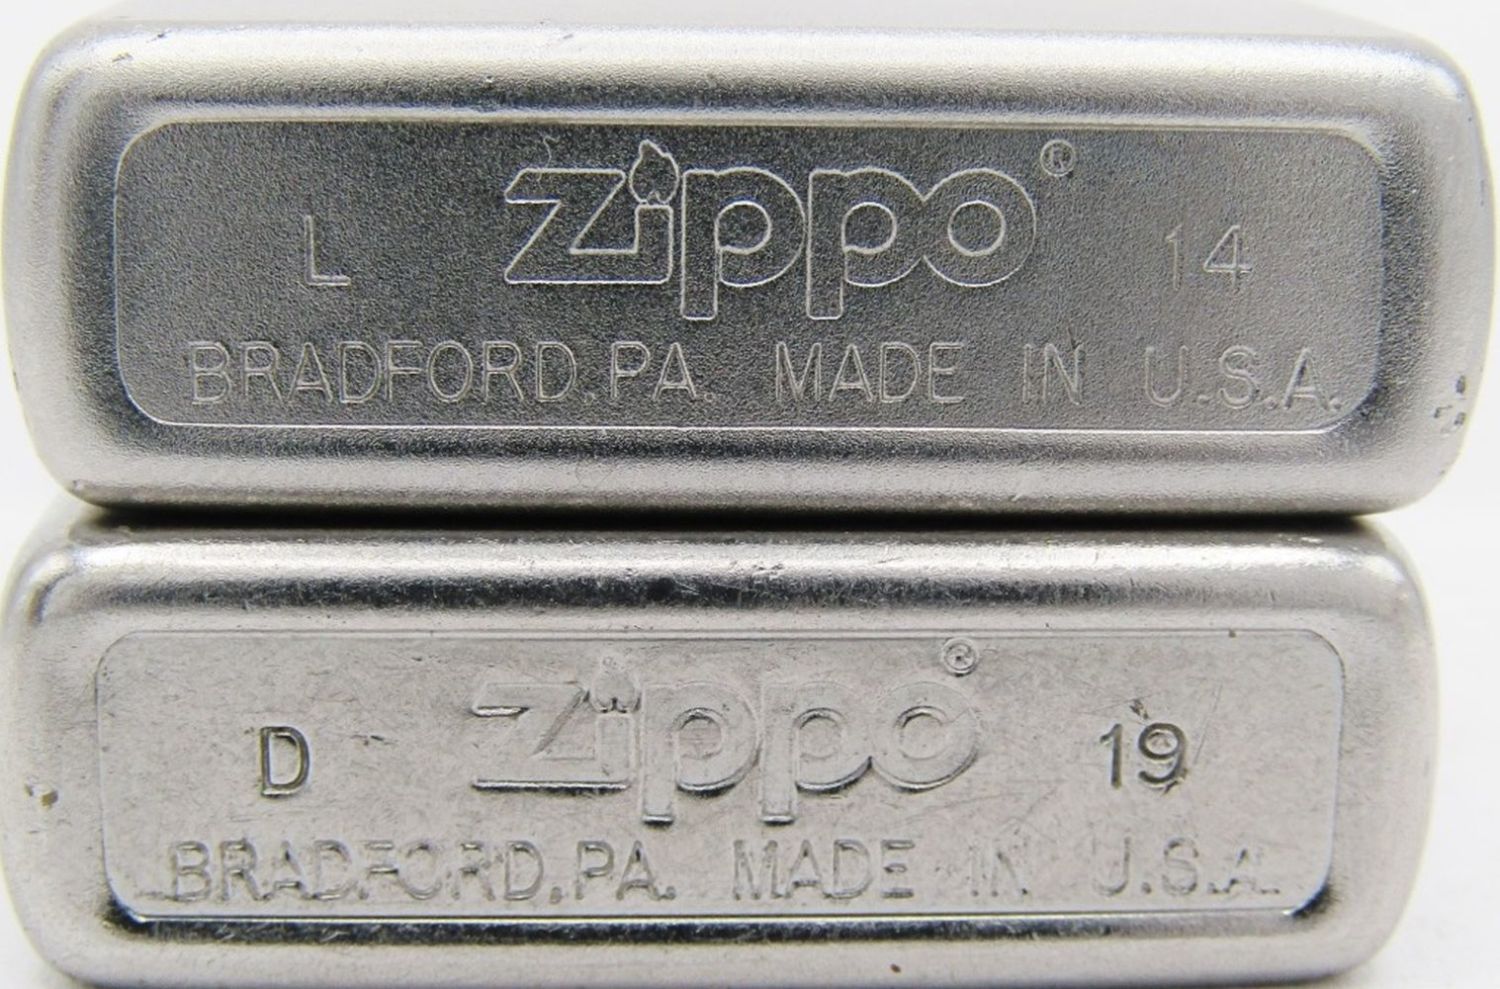 zippo®
L 14
BRADFORD,PA. MADE IN U.S.A.
zippo®
D 19
BRADFORD,PA. MADE IN U.S.A.